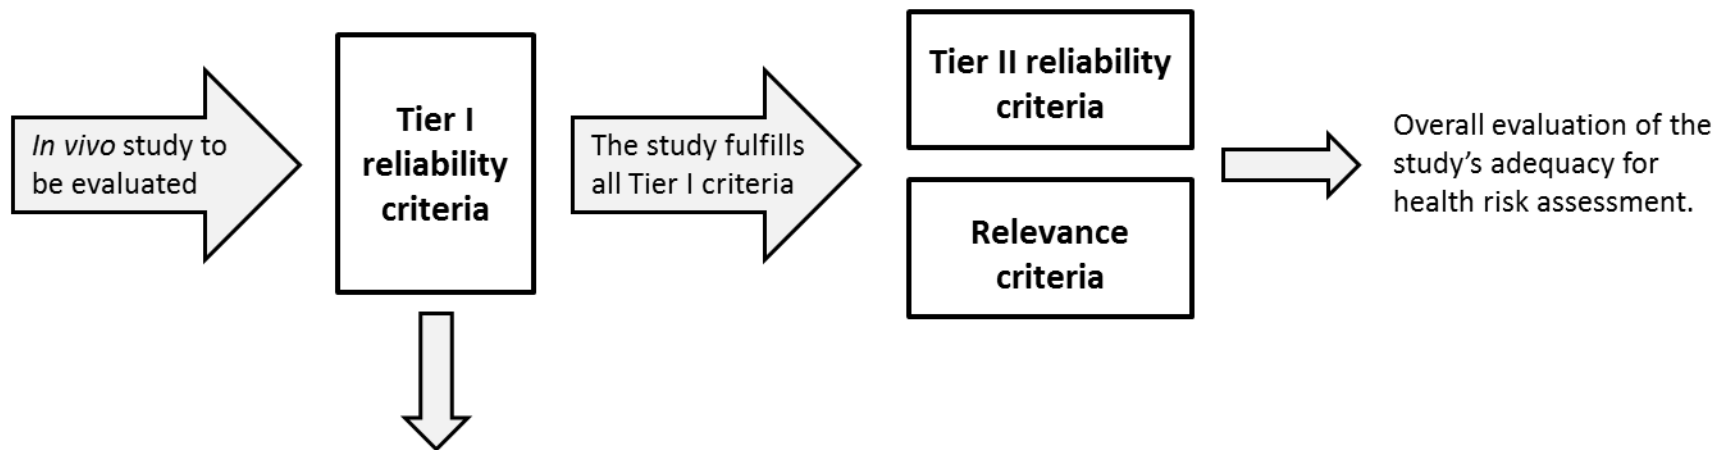 In vivo study to
be evaluated
Tier I
reliability
criteria
The study fulfills
all Tier I criteria
Tier II reliability
criteria
Relevance
criteria
Overall evaluation of the
study’s adequacy for
health risk assessment.